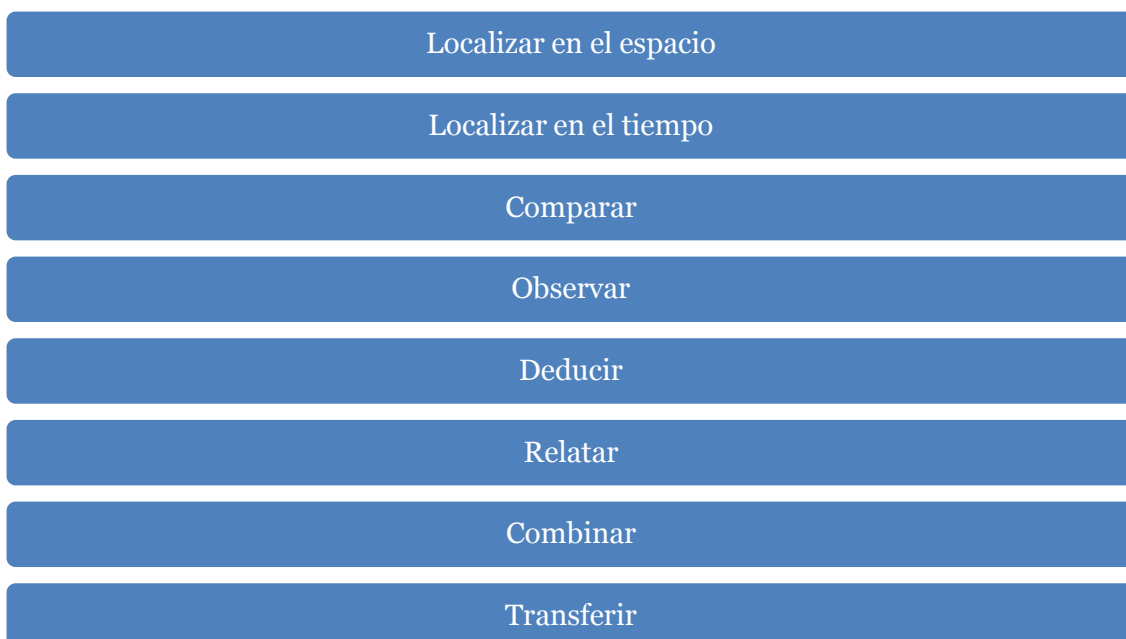 Localizar en el espacio
Localizar en el tiempo
Comparar
Observar
Deducir
Relatar
Combinar
Transferir